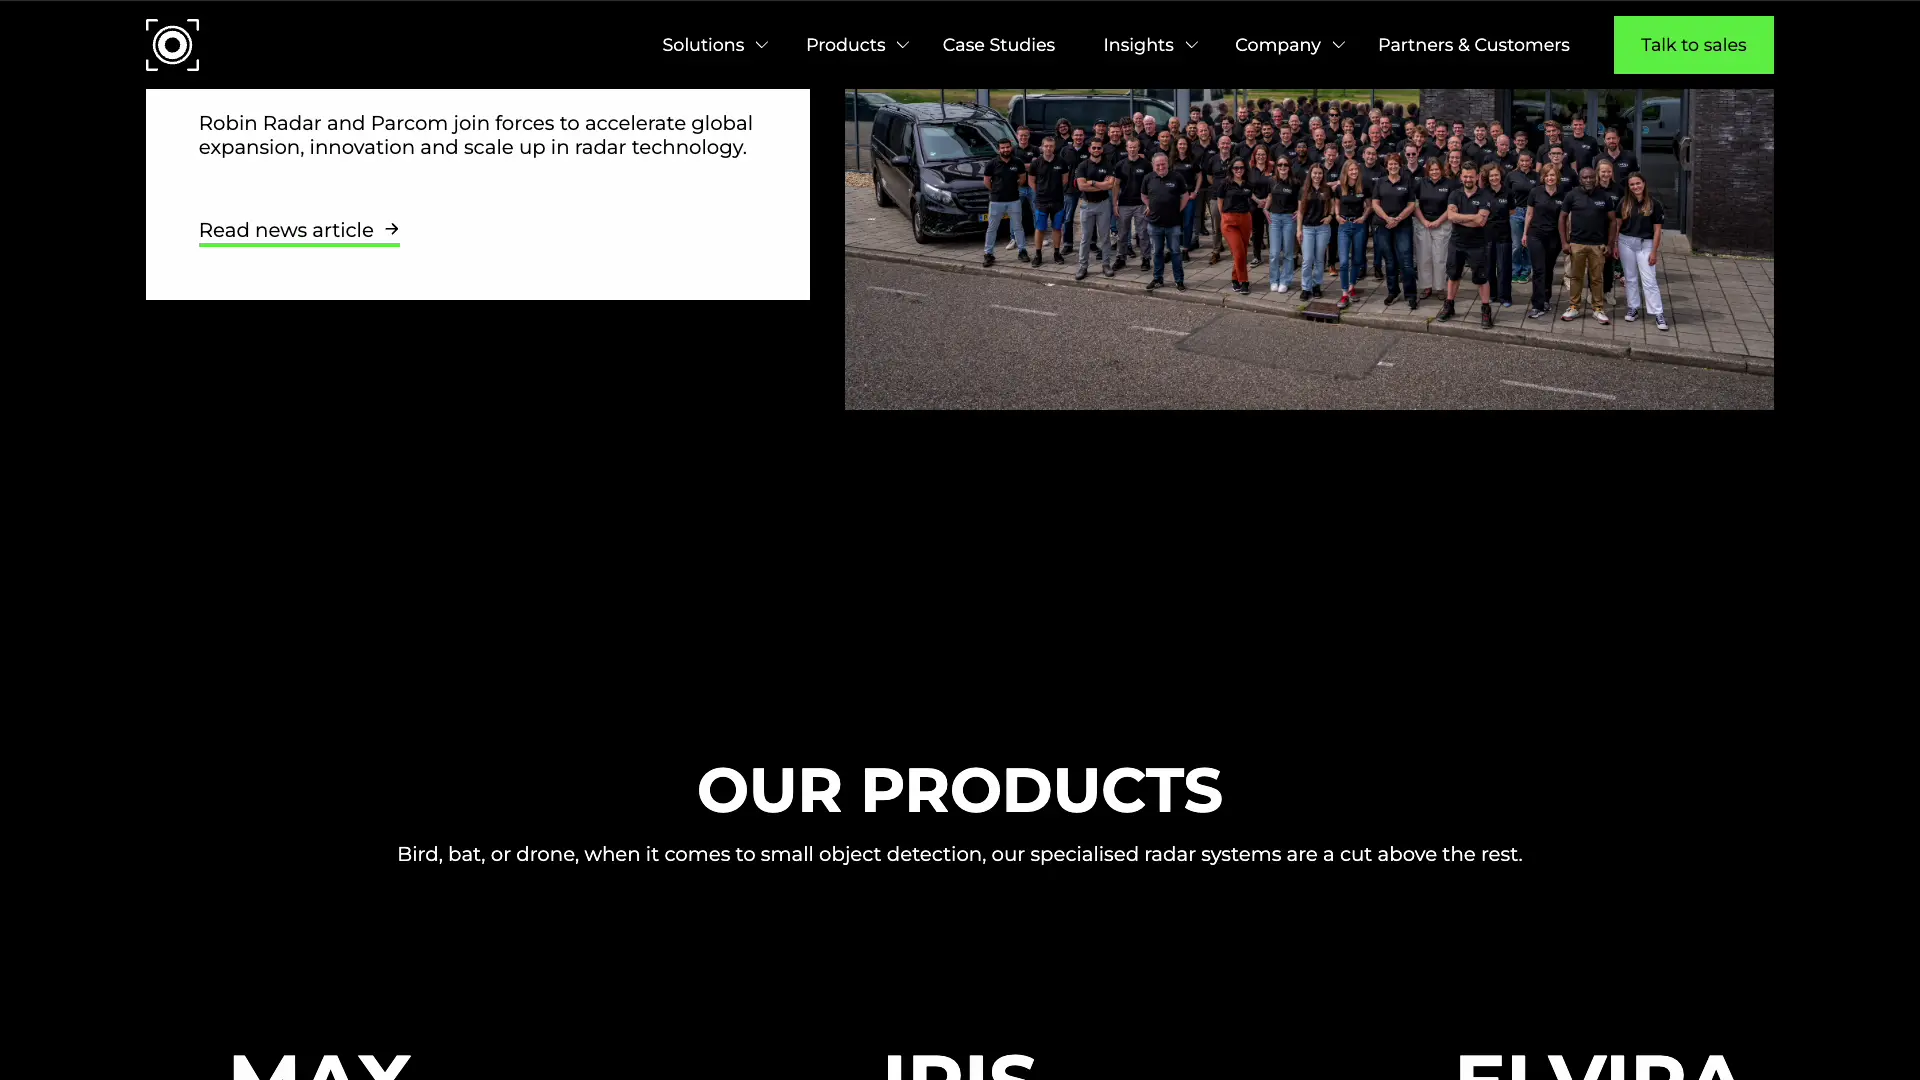 Solutions
Products
Case Studies
Insights
Company
Partners & Customers
Talk to sales
Robin Radar and Parcom join forces to accelerate global
expansion, innovation and scale up in radar technology.
Read news article →
OUR PRODUCTS
Bird, bat, or drone, when it comes to small object detection, our specialised radar systems are a cut above the rest.
MAX
IRIS
ELVIRA